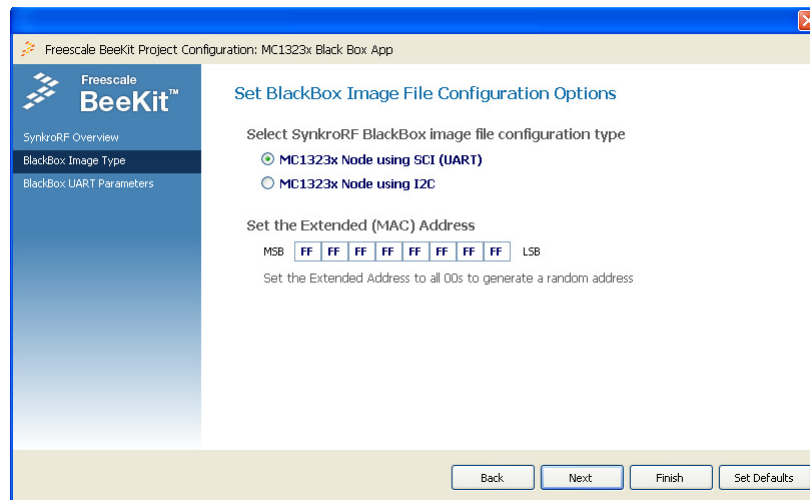 Freescale BeeKit Project Configuration: MC1323x Black Box App
Freescale
BeeKit™
SynkroRF Overview
BlackBox Image Type
BlackBox UART Parameters
Set BlackBox Image File Configuration Options
Select SynkroRF BlackBox image file configuration type
MC1323x Node using SCI (UART)
MC1323x Node using I2C
Set the Extended (MAC) Address
MSB FF FF FF FF FF FF FF FF LSB
Set the Extended Address to all 00s to generate a random address
Back Next Finish Set Defaults